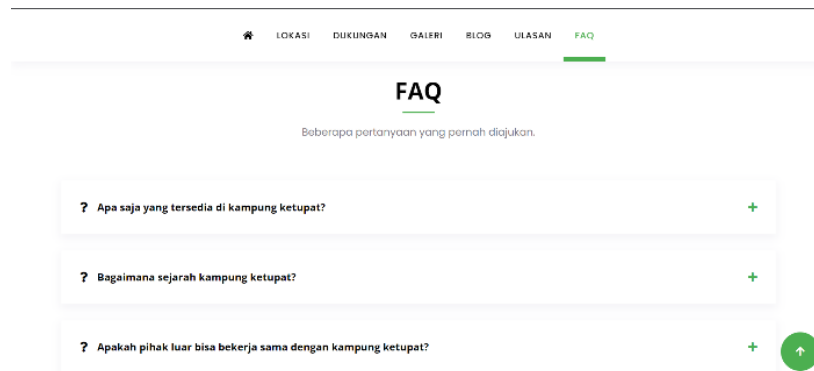 LOKASI DUKUNGAN GALERI BLOG ULASAN FAQ
FAQ
Beberapa pertanyaan yang pernah diajukan.
? Apa saja yang tersedia di kampung ketupat? +
? Bagaimana sejarah kampung ketupat? +
? Apakah pihak luar bisa bekerja sama dengan kampung ketupat? +